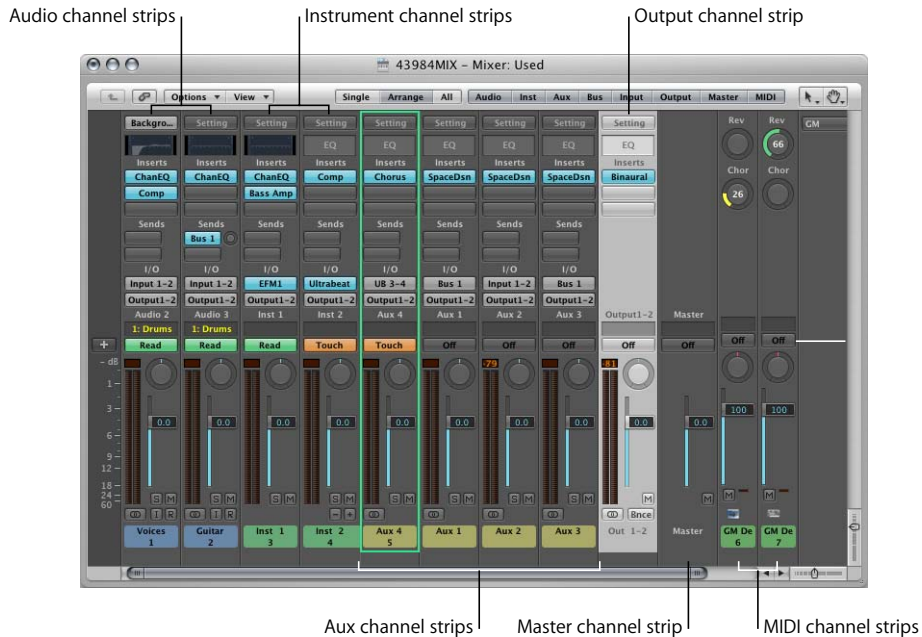 Audio channel strips Instrument channel strips Output channel strip
43984MIX – Mixer: Used
Options View Single Arrange All Audio Inst Aux Bus Input Output Master MIDI
Backgro... Setting Setting Setting Setting Setting Setting Setting Setting Rev Rev GM
EQ EQ EQ EQ EQ EQ 66
Inserts Inserts Inserts Inserts Inserts Inserts Inserts Inserts Inserts Chor Chor
ChanEQ ChanEQ ChanEQ Comp Chorus SpaceDsn SpaceDsn SpaceDsn Binaural
Comp Bass Amp 26
Sends Sends Sends Sends Sends Sends Sends Sends
Bus 1
I/O I/O I/O I/O I/O I/O I/O I/O
Input 1-2 Input 1-2 EFM1 Ultrabeat UB 3-4 Bus 1 Input 1-2 Bus 1
Output1-2 Output1-2 Output1-2 Output1-2 Output1-2 Output1-2 Output1-2 Output1-2
Audio 2 Audio 3 Inst 1 Inst 2 Aux 4 Aux 1 Aux 2 Aux 3 Output1-2 Master
1: Drums 1: Drums
+ Read Read Read Touch Touch Off Off Off Off Off Off Off
- dB -79 -81
1
3 0.0 0.0 0.0 0.0 0.0 0.0 0.0 0.0 0.0 0.0 100 100
6
9
12
18
24 S M S M S M S M S M S M S M S M M M M M
60
I R I R - + Bnce
Voices Guitar Inst 1 Inst 2 Aux 4 Aux 1 Aux 2 Aux 3 Out 1-2 Master GM De GM De
1 2 3 4 5 6 7
Aux channel strips Master channel strip MIDI channel strips